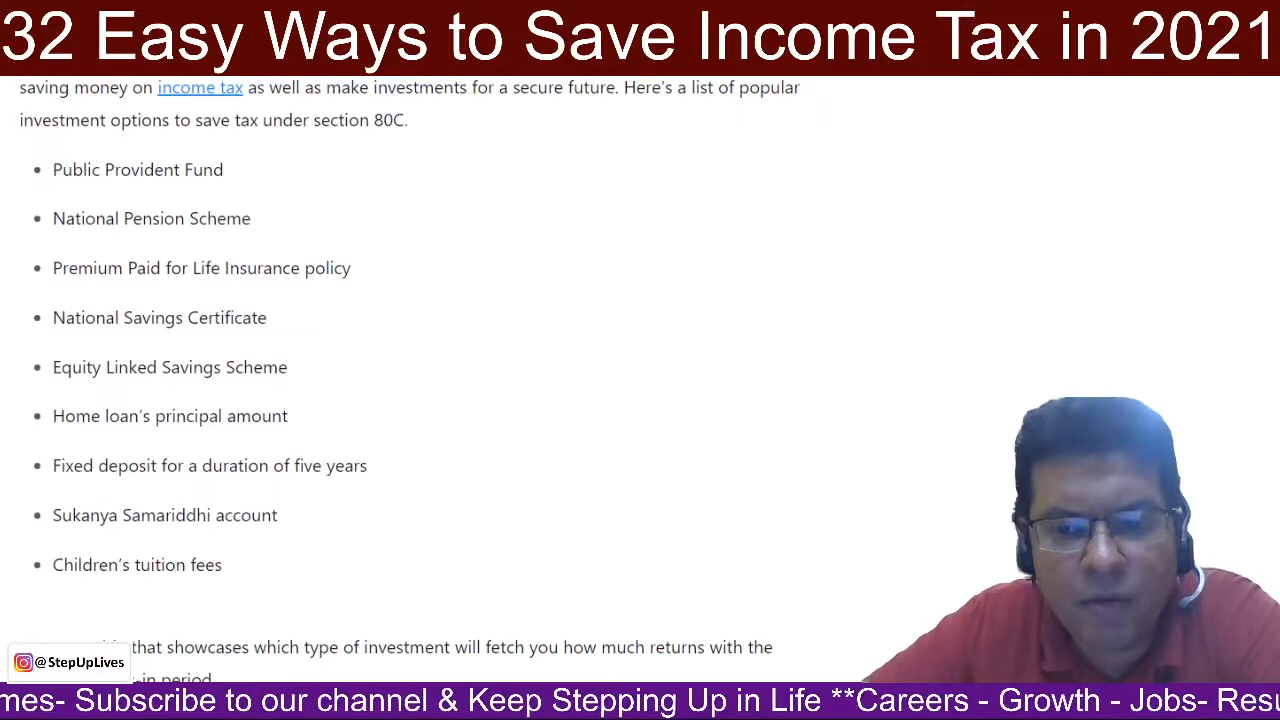 32 Easy Ways to Save Income Tax in 2021
saving money on income tax as well as make investments for a secure future. Here’s a list of popular
investment options to save tax under section 80C.
Public Provident Fund
National Pension Scheme
Premium Paid for Life Insurance policy
National Savings Certificate
Equity Linked Savings Scheme
Home loan’s principal amount
Fixed deposit for a duration of five years
Sukanya Samariddhi account
Children’s tuition fees
that showcases which type of investment will fetch you how much returns with the
@StepUpLives
-in period
mes- Subscribe to our channel & Keep Stepping Up in Life **Careers - Growth - Jobs- Resu